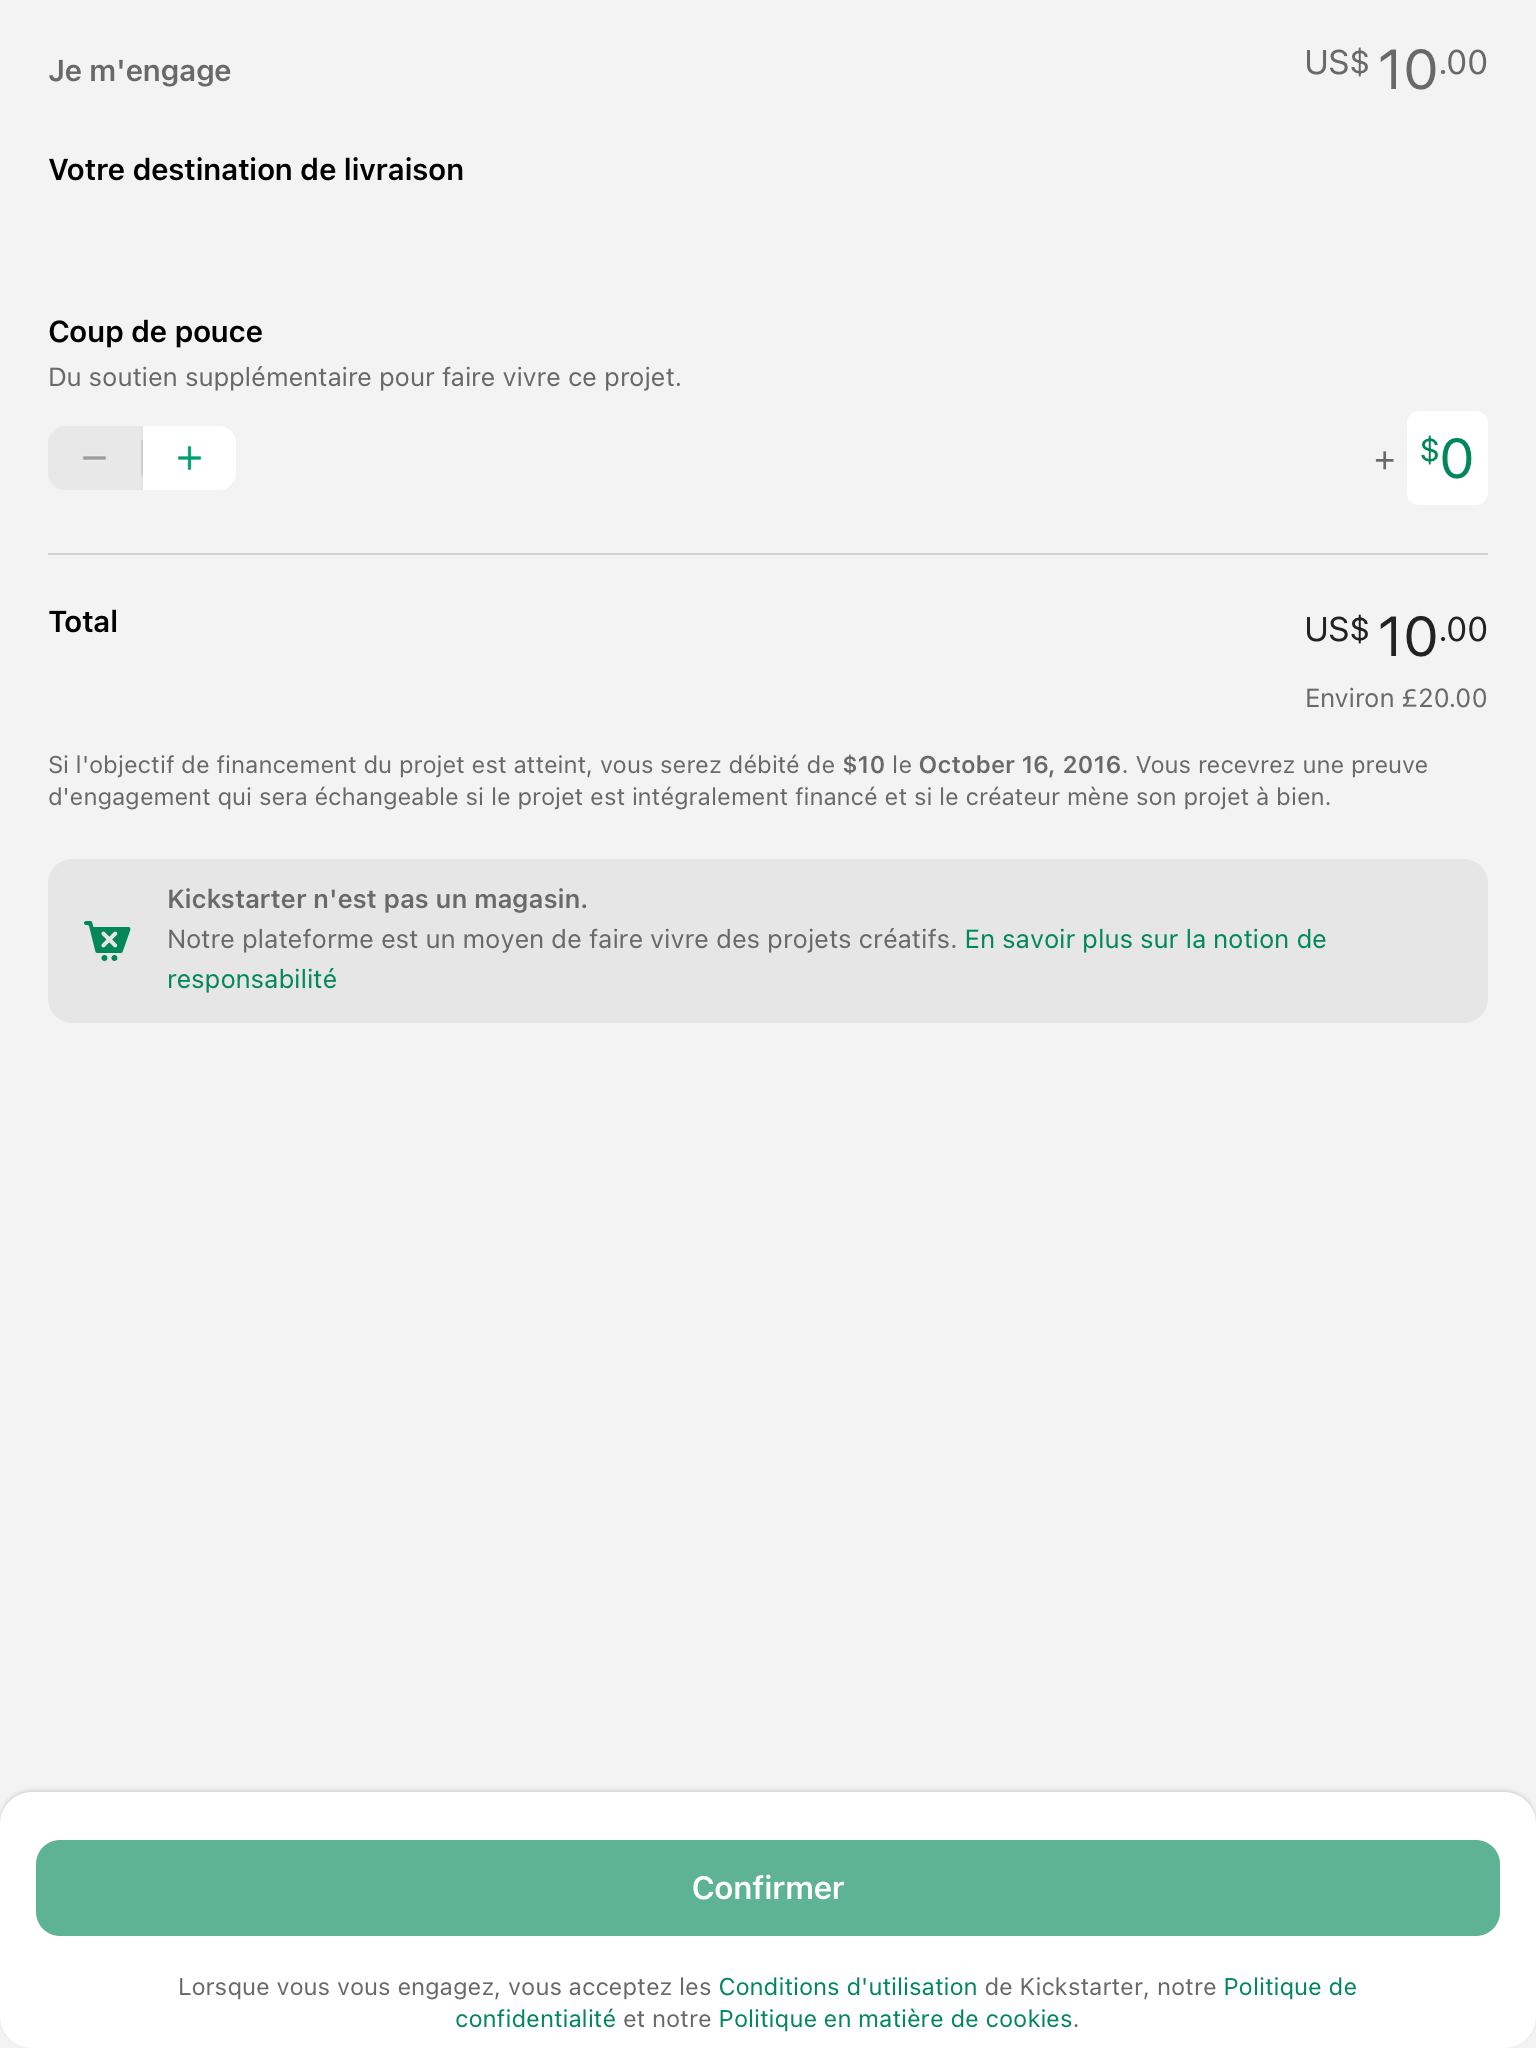 Je m'engage
US$ 10.00
Votre destination de livraison
Coup de pouce
Du soutien supplémentaire pour faire vivre ce projet.
− +
+ $0
Total
US$ 10.00
Environ £20.00
Si l'objectif de financement du projet est atteint, vous serez débité de $10 le October 16, 2016. Vous recevrez une preuve
d'engagement qui sera échangeable si le projet est intégralement financé et si le créateur mène son projet à bien.
Kickstarter n'est pas un magasin.
Notre plateforme est un moyen de faire vivre des projets créatifs. En savoir plus sur la notion de
responsabilité
Confirmer
Lorsque vous vous engagez, vous acceptez les Conditions d'utilisation de Kickstarter, notre Politique de
confidentialité et notre Politique en matière de cookies.